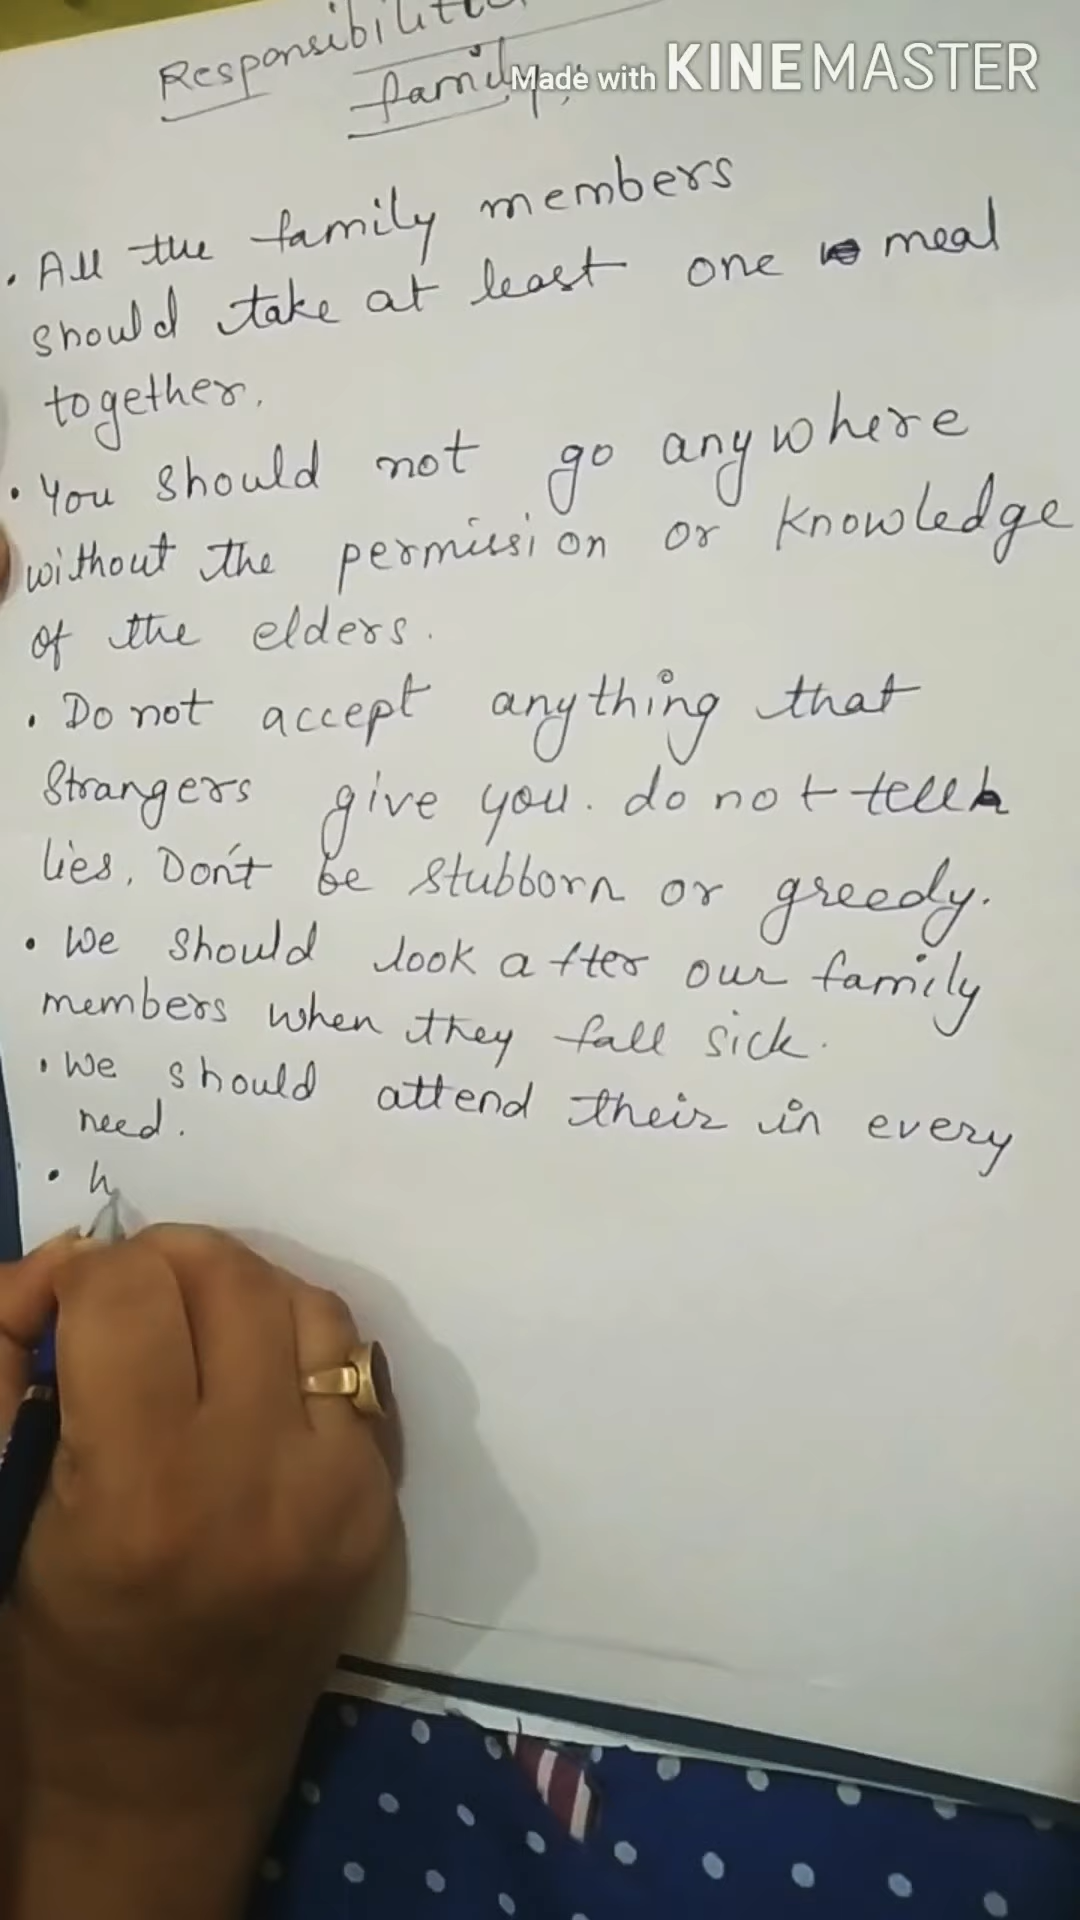 Responsibilities
family:
Made with KINEMASTER
• All the family members
should take at least one meal
together.
• You should not go anywhere
without the permission or knowledge
of the elders.
• Do not accept anything that
strangers give you. do not tell
lies. Don't be stubborn or greedy.
• We should look after our family
members when they fall sick.
• We should attend their in every
need.
•